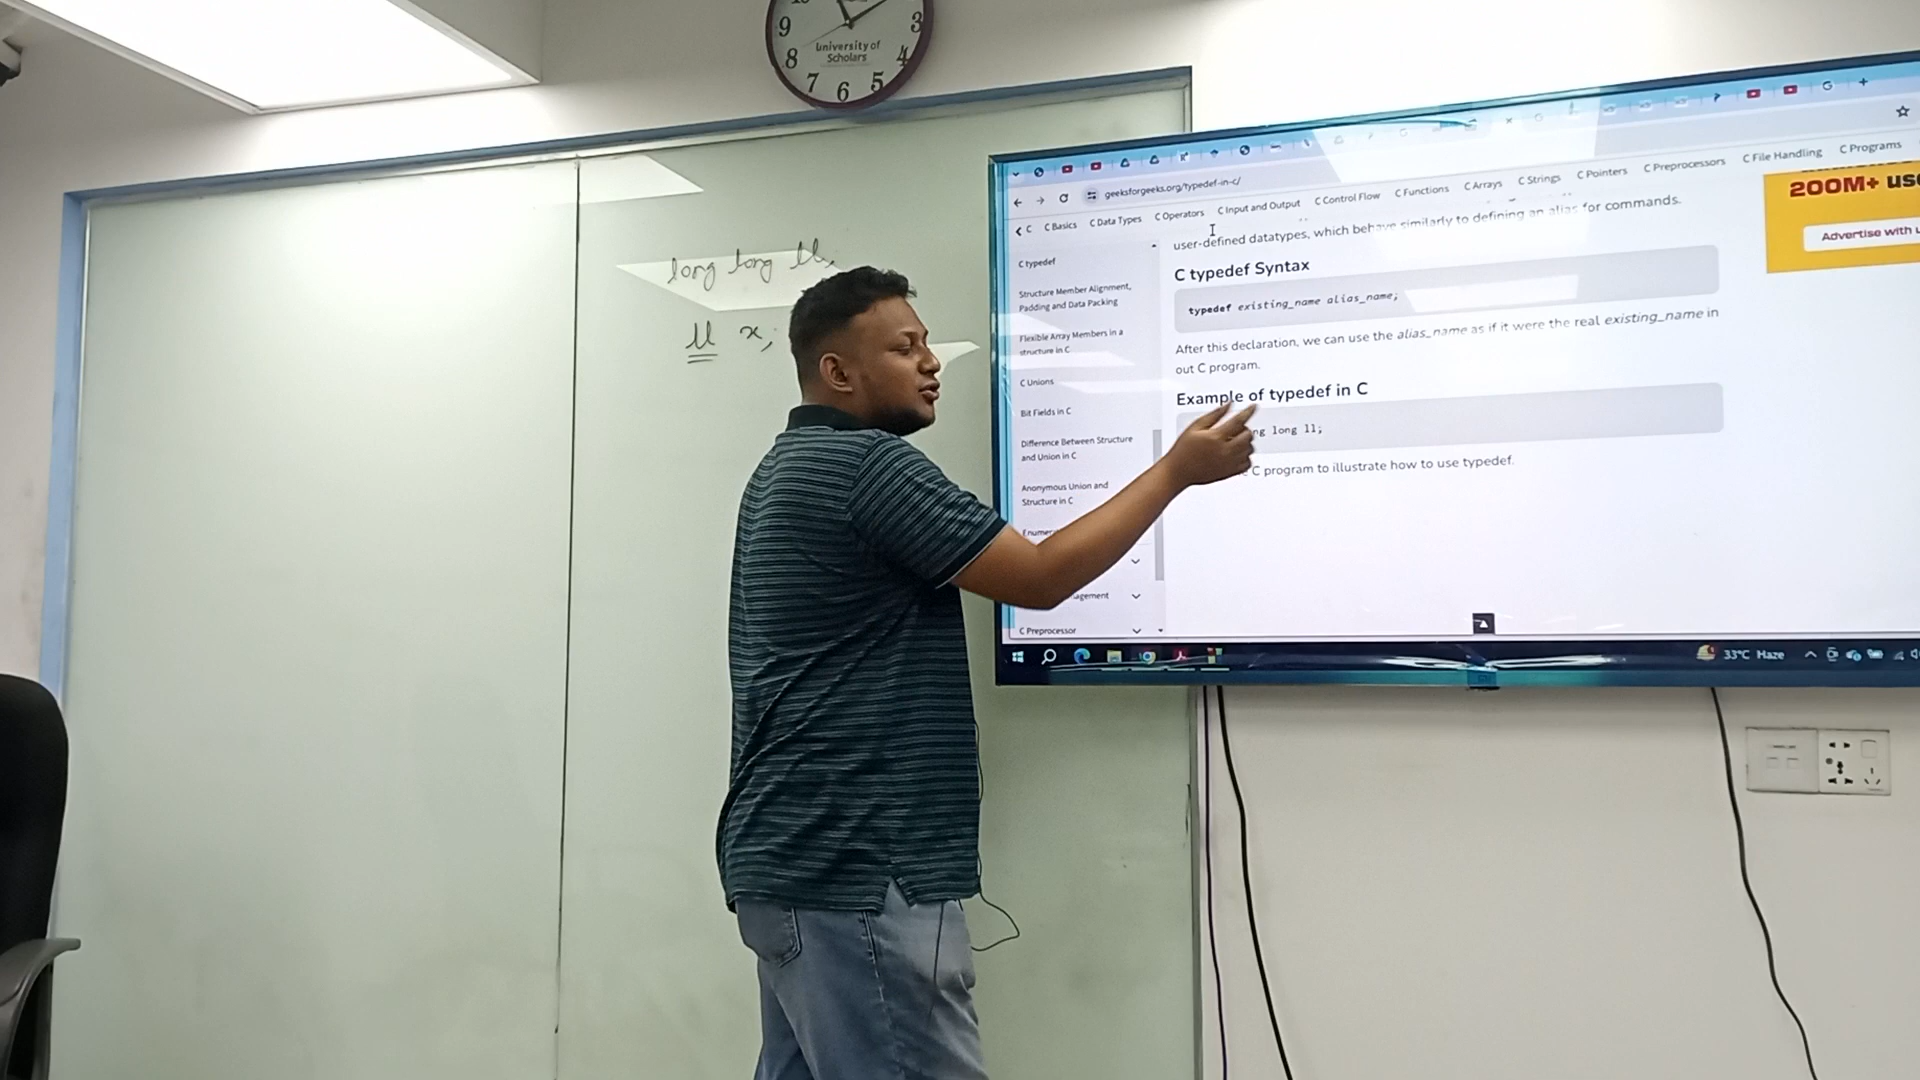 9
3
8
4
7
6
5
University of
Scholars
long long ll,
ll x;
geeksforgeeks.org/typedef-in-c/
C
C Basics
C Data Types
C Operators
C Input and Output
C Control Flow
C Functions
C Arrays
C Strings
C Pointers
C Preprocessors
C File Handling
C Programs
C typedef
Structure Member Alignment,
Padding and Data Packing
Flexible Array Members in a
structure in C
C Unions
Bit Fields in C
Difference Between Structure
and Union in C
Anonymous Union and
Structure in C
Enumer
agement
C Preprocessor
user-defined datatypes, which behave similarly to defining an alias for commands.
C typedef Syntax
typedef existing_name alias_name;
After this declaration, we can use the alias_name as if it were the real existing_name in
out C program.
Example of typedef in C
ng long ll;
C program to illustrate how to use typedef.
200M+ use
Advertise with u
33°C Haze